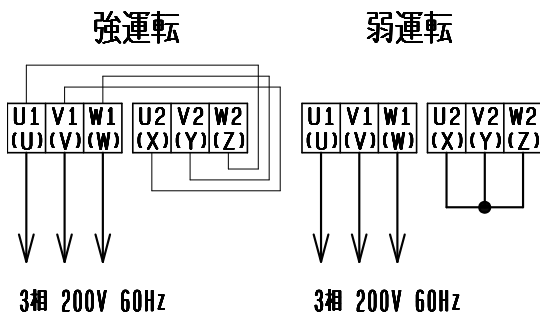 強運転 弱運転
U1 V1 W1 U2 V2 W2 U1 V1 W1 U2 V2 W2
(U) (V) (W) (X) (Y) (Z) (U) (V) (W) (X) (Y) (Z)
3相 200V 60Hz 3相 200V 60Hz